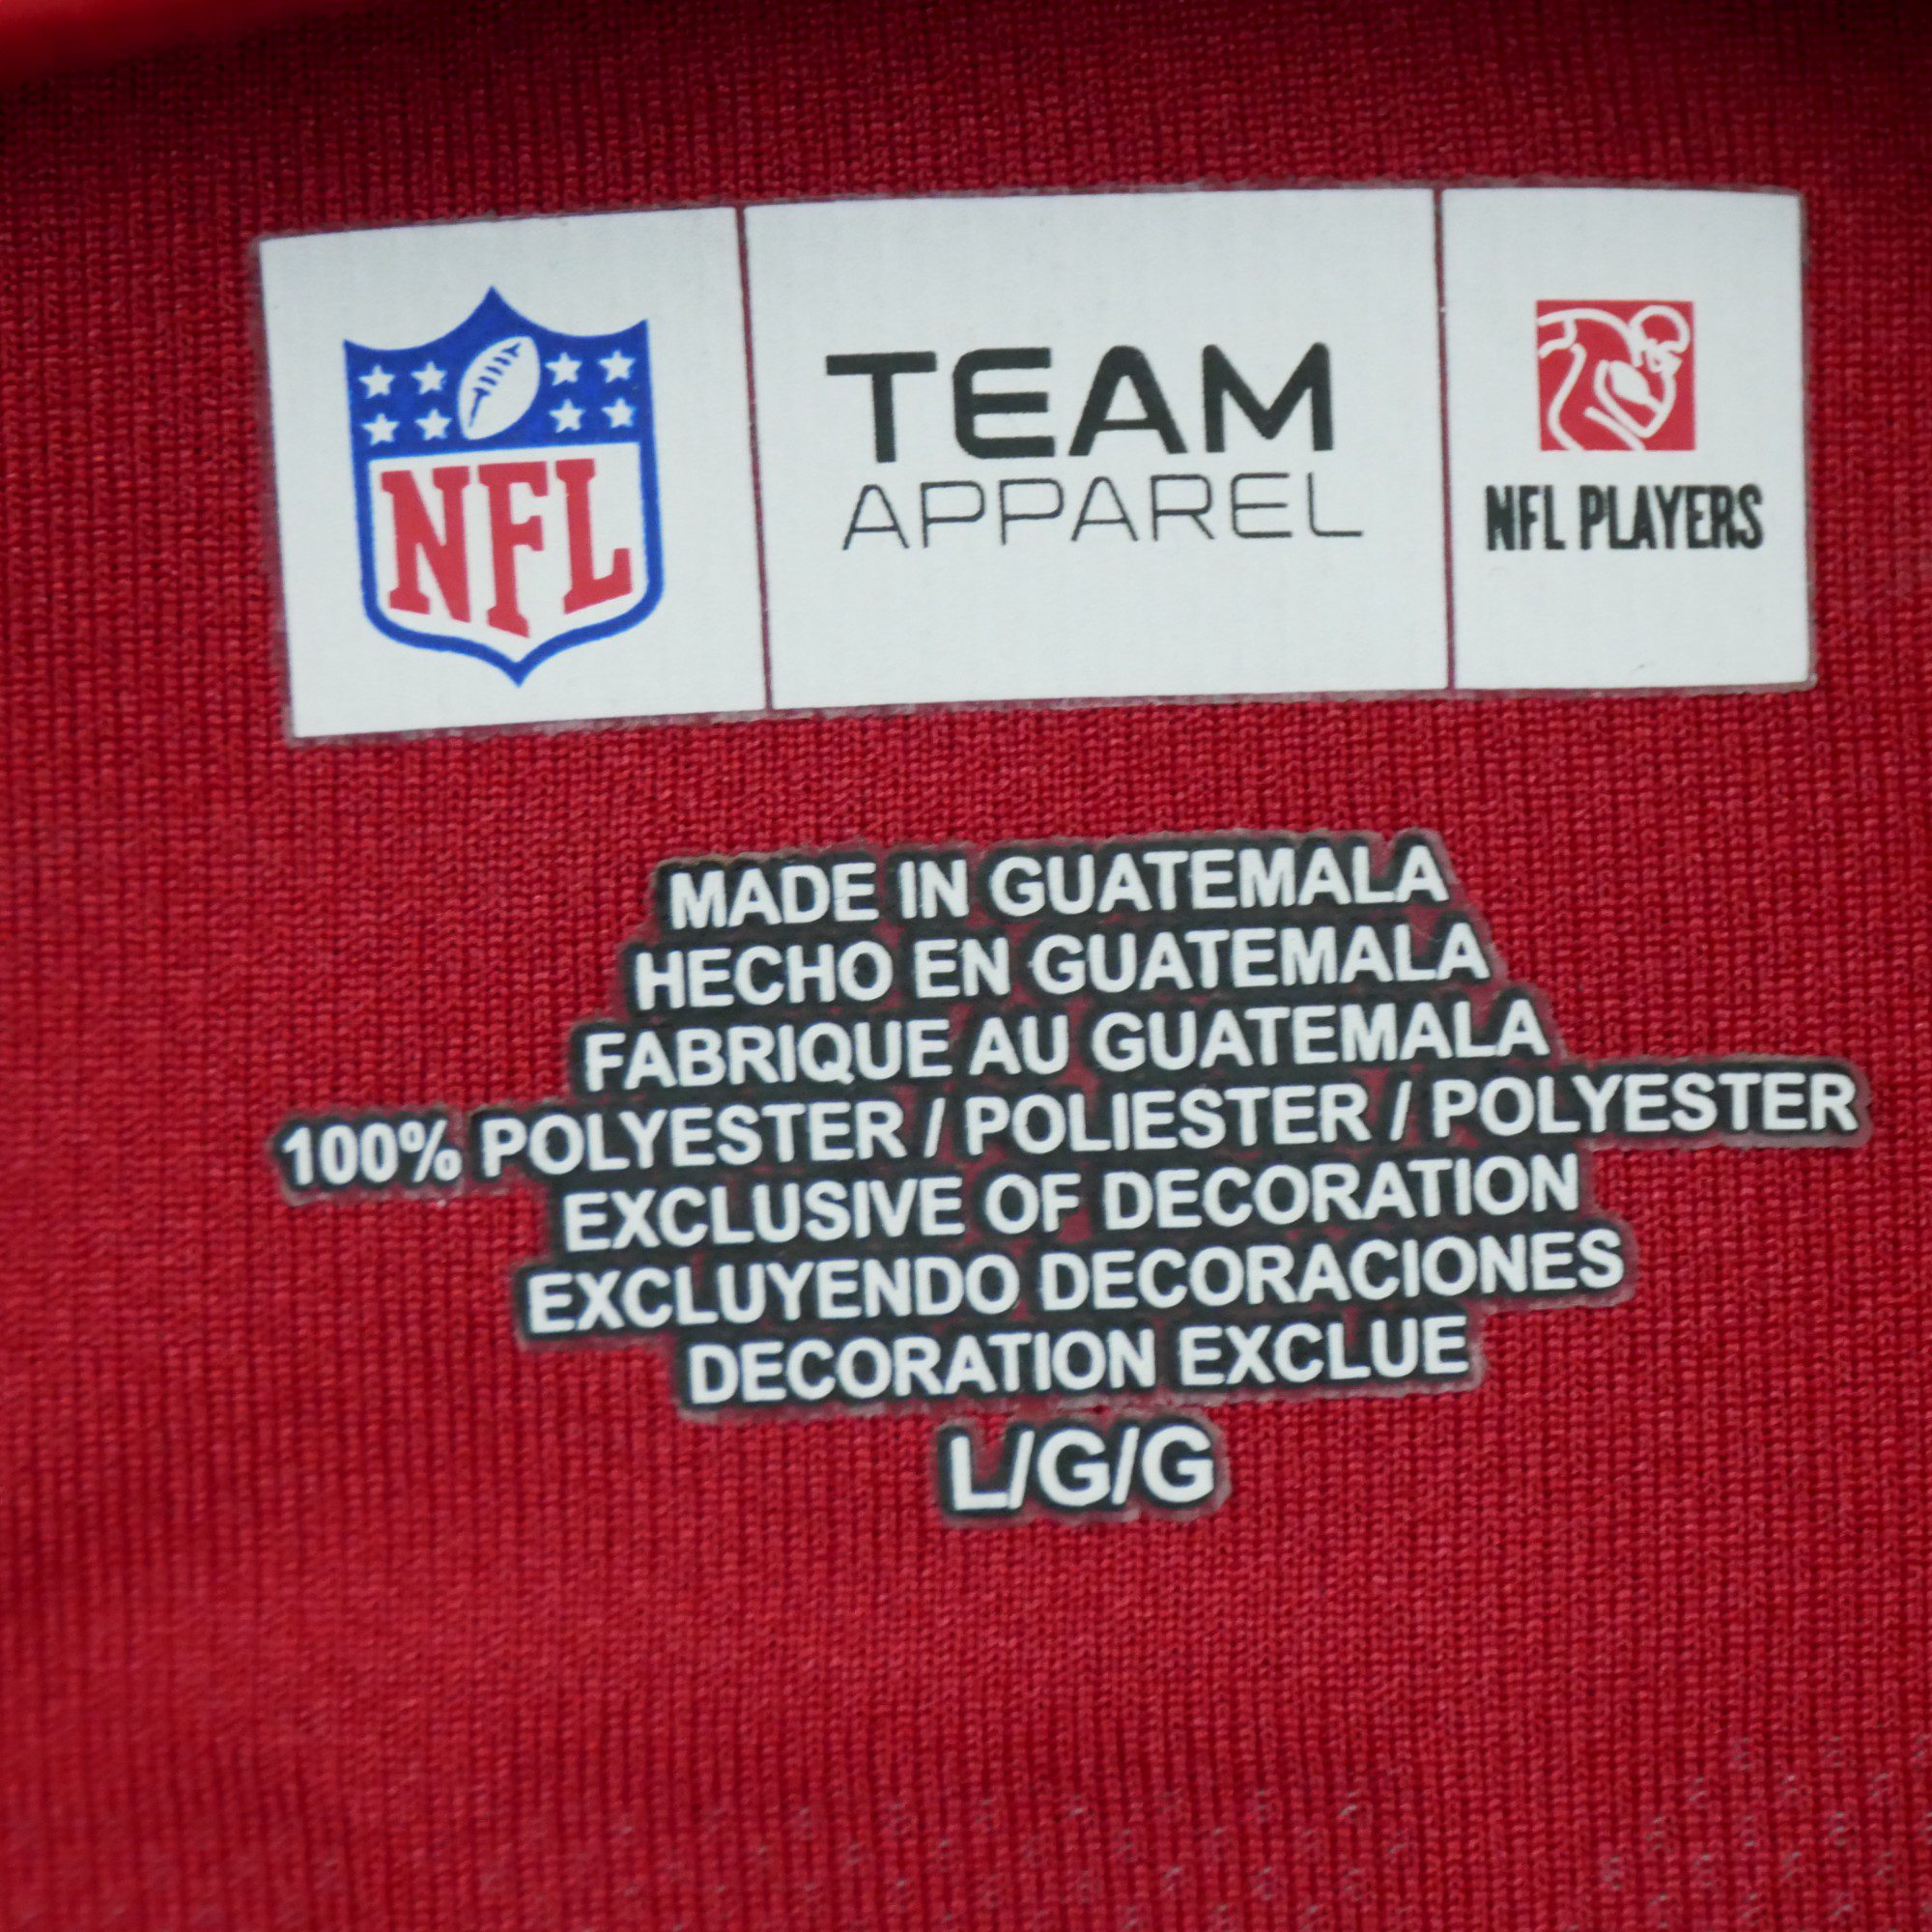 NFL
TEAM
APPAREL
NFL PLAYERS
MADE IN GUATEMALA
HECHO EN GUATEMALA
FABRIQUE AU GUATEMALA
100% POLYESTER / POLIESTER / POLYESTER
EXCLUSIVE OF DECORATION
EXCLUYENDO DECORACIONES
DECORATION EXCLUE
L/G/G